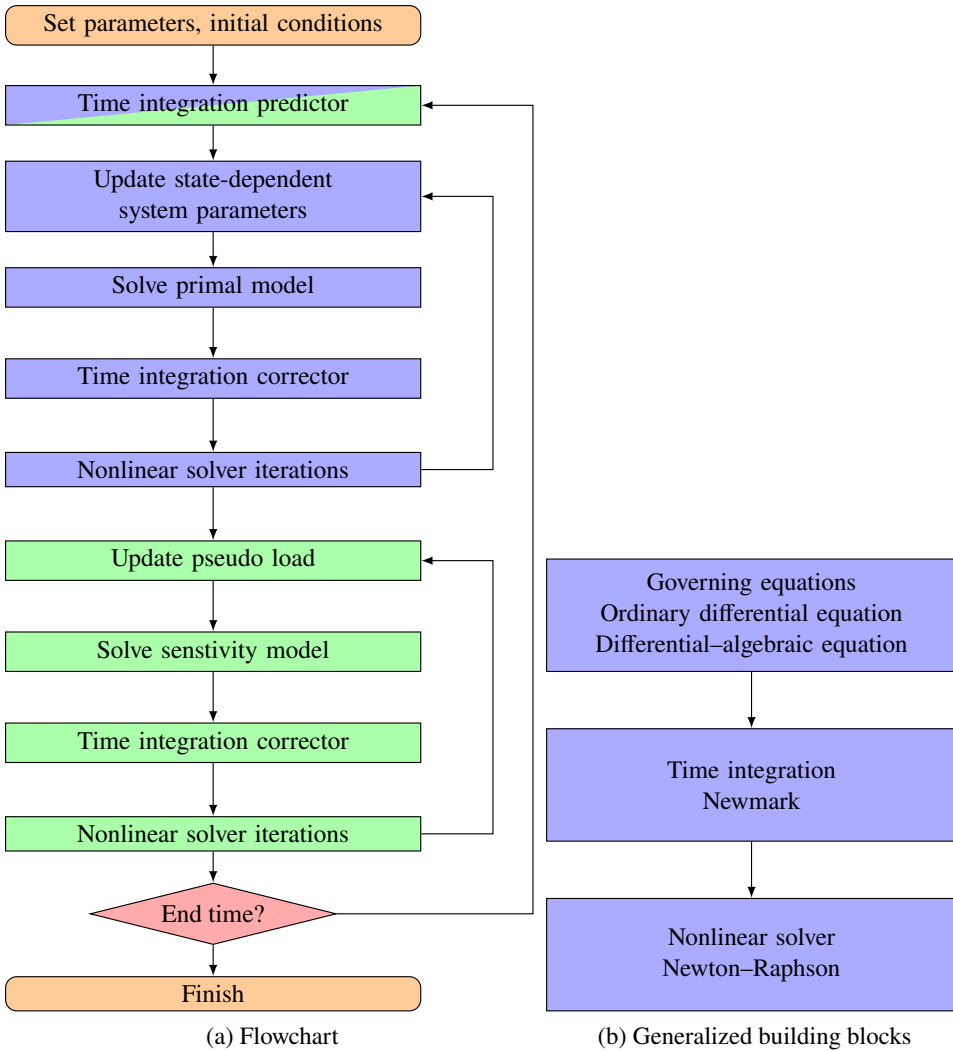 Set parameters, initial conditions
Time integration predictor
Update state-dependent
system parameters
Solve primal model
Time integration corrector
Nonlinear solver iterations
Update pseudo load
Solve senstivity model
Time integration corrector
Nonlinear solver iterations
End time?
Finish
(a) Flowchart
Governing equations
Ordinary differential equation
Differential–algebraic equation
Time integration
Newmark
Nonlinear solver
Newton–Raphson
(b) Generalized building blocks